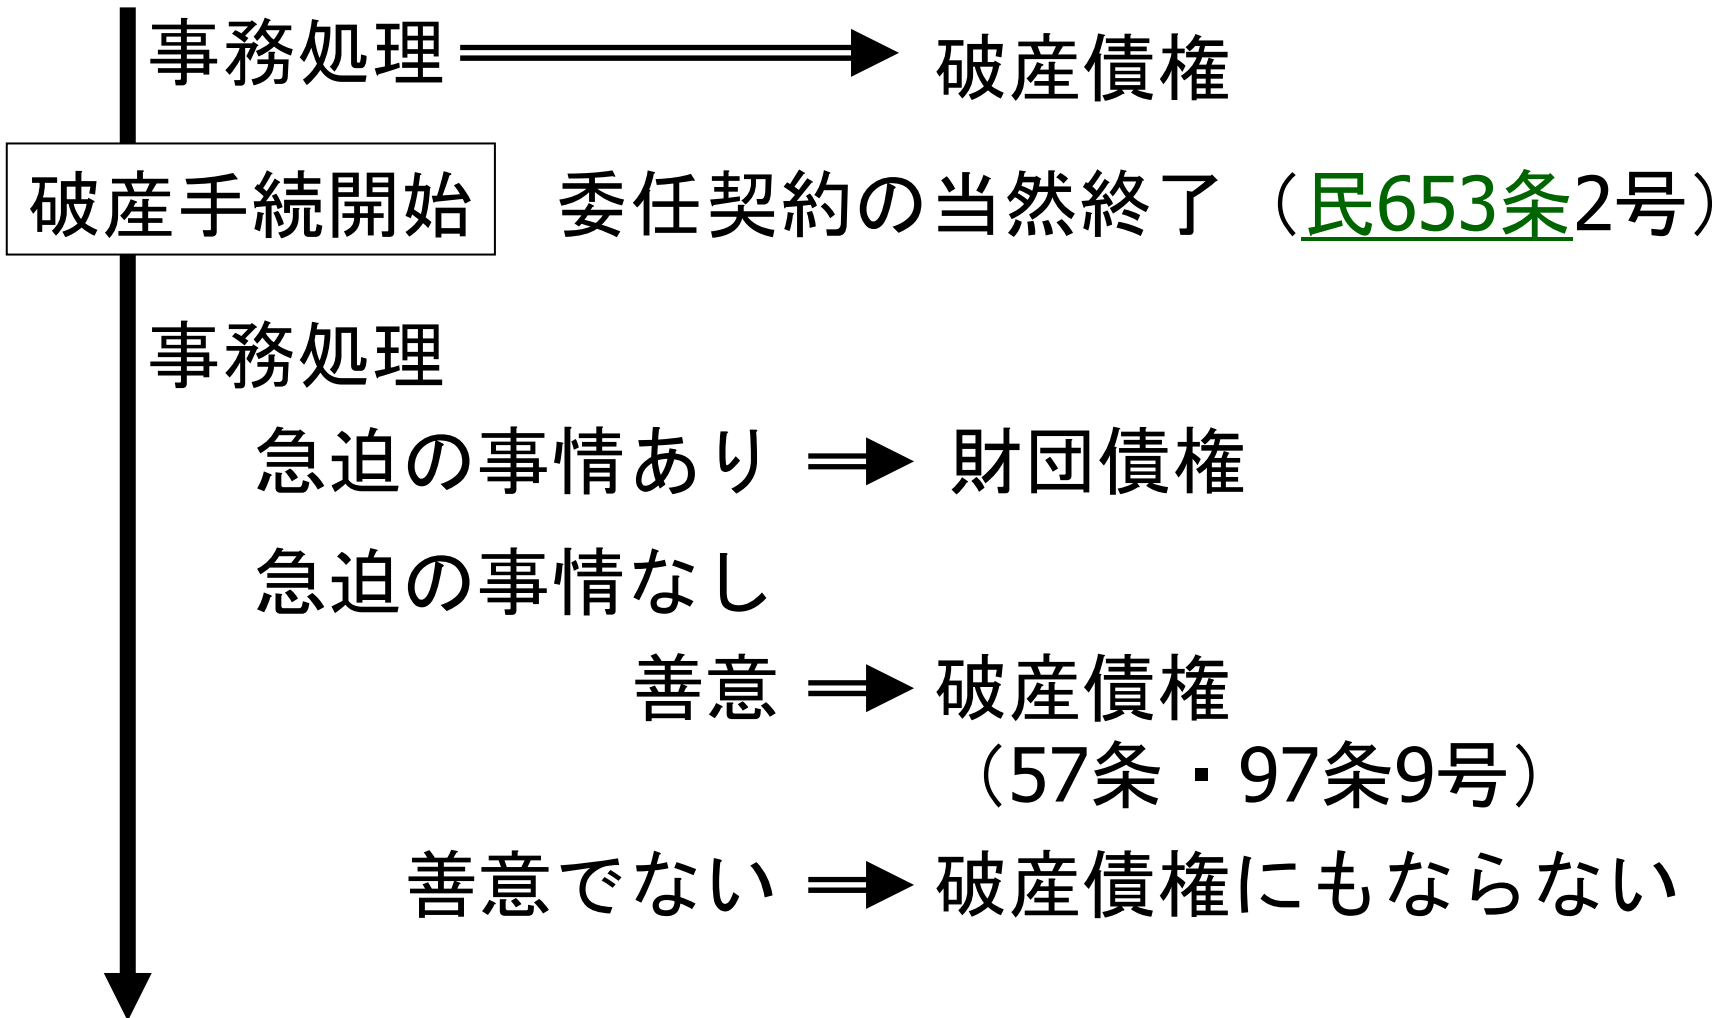 事務処理 破産債権
破産手続開始 委任契約の当然終了（民653条2号）
事務処理
急迫の事情あり 財団債権
急迫の事情なし
善意 破産債権
（57条・97条9号）
善意でない 破産債権にもならない